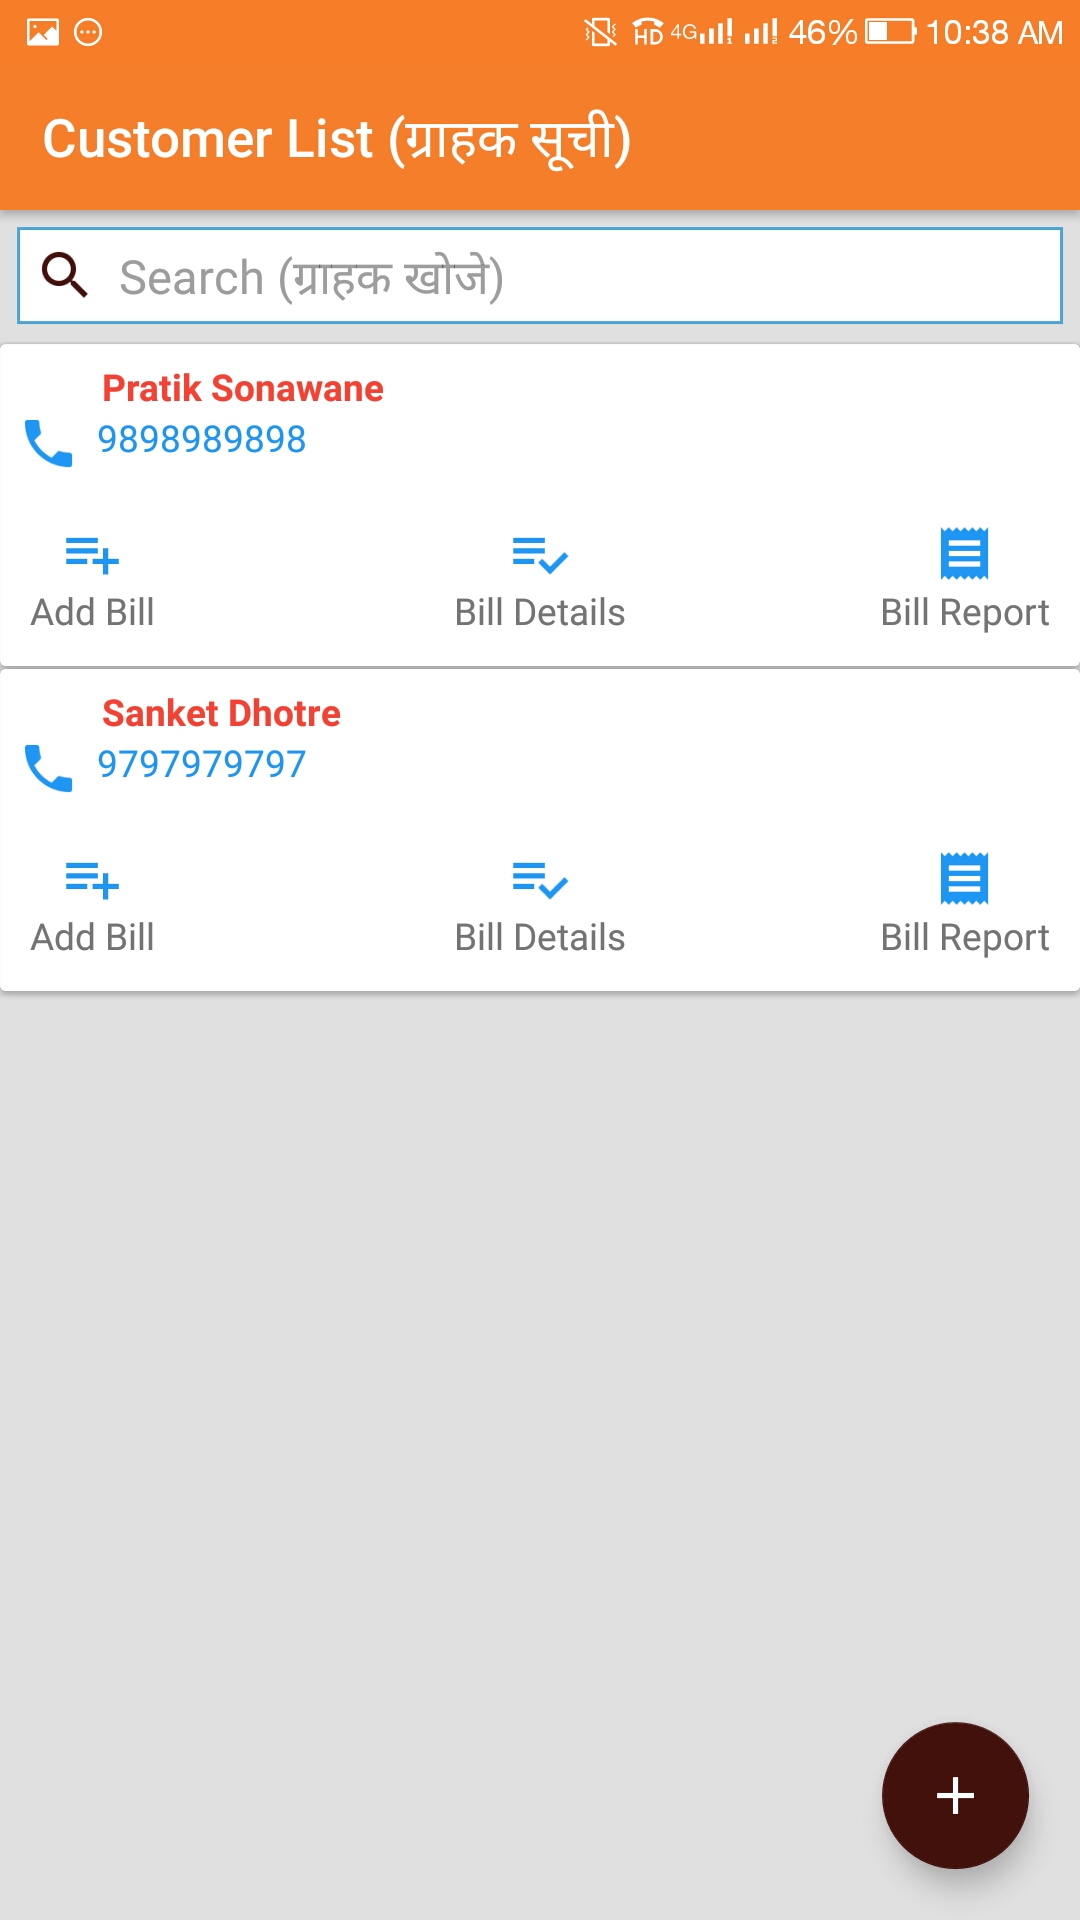 HD 4G 46% 10:38 AM
Customer List (ग्राहक सूची)
Search (ग्राहक खोजे)
Pratik Sonawane
9898989898
Add Bill Bill Details Bill Report
Sanket Dhotre
9797979797
Add Bill Bill Details Bill Report